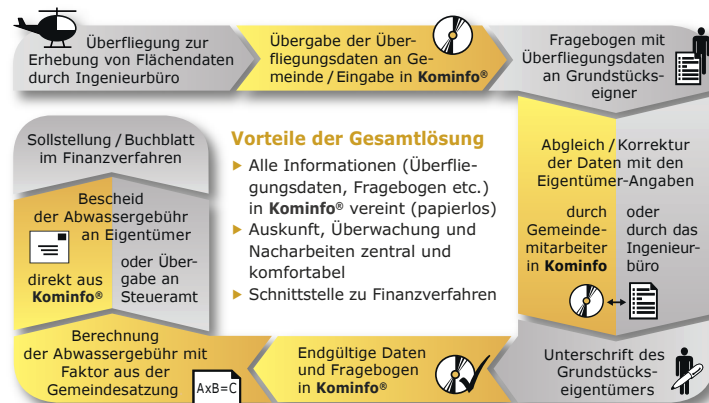 Überfliegung zur
Erhebung von Flächendaten
durch Ingenieurbüro
Übergabe der Über-
fliegungsdaten an Ge-
meinde / Eingabe in Kominfo®
Fragebogen mit
Überfliegungsdaten
an Grundstücks-
eigner
Abgleich / Korrektur
der Daten mit den
Eigentümer-Angaben
durch
Gemeinde-
mitarbeiter
in Kominfo
oder
durch das
Ingenieur-
büro
Unterschrift des
Grundstücks-
eigentümers
Endgültige Daten
und Fragebogen
in Kominfo®
Berechnung
der Abwassergebühr mit
Faktor aus der
Gemeindesatzung
AxB=C
Bescheid
der Abwassergebühr
an Eigentümer
direkt aus
Kominfo®
oder Über-
gabe an
Steueramt
Sollstellung / Buchblatt
im Finanzverfahren
Vorteile der Gesamtlösung
▶ Alle Informationen (Überflie-
gungsdaten, Fragebogen etc.)
in Kominfo® vereint (papierlos)
▶ Auskunft, Überwachung und
Nacharbeiten zentral und
komfortabel
▶ Schnittstelle zu Finanzverfahren